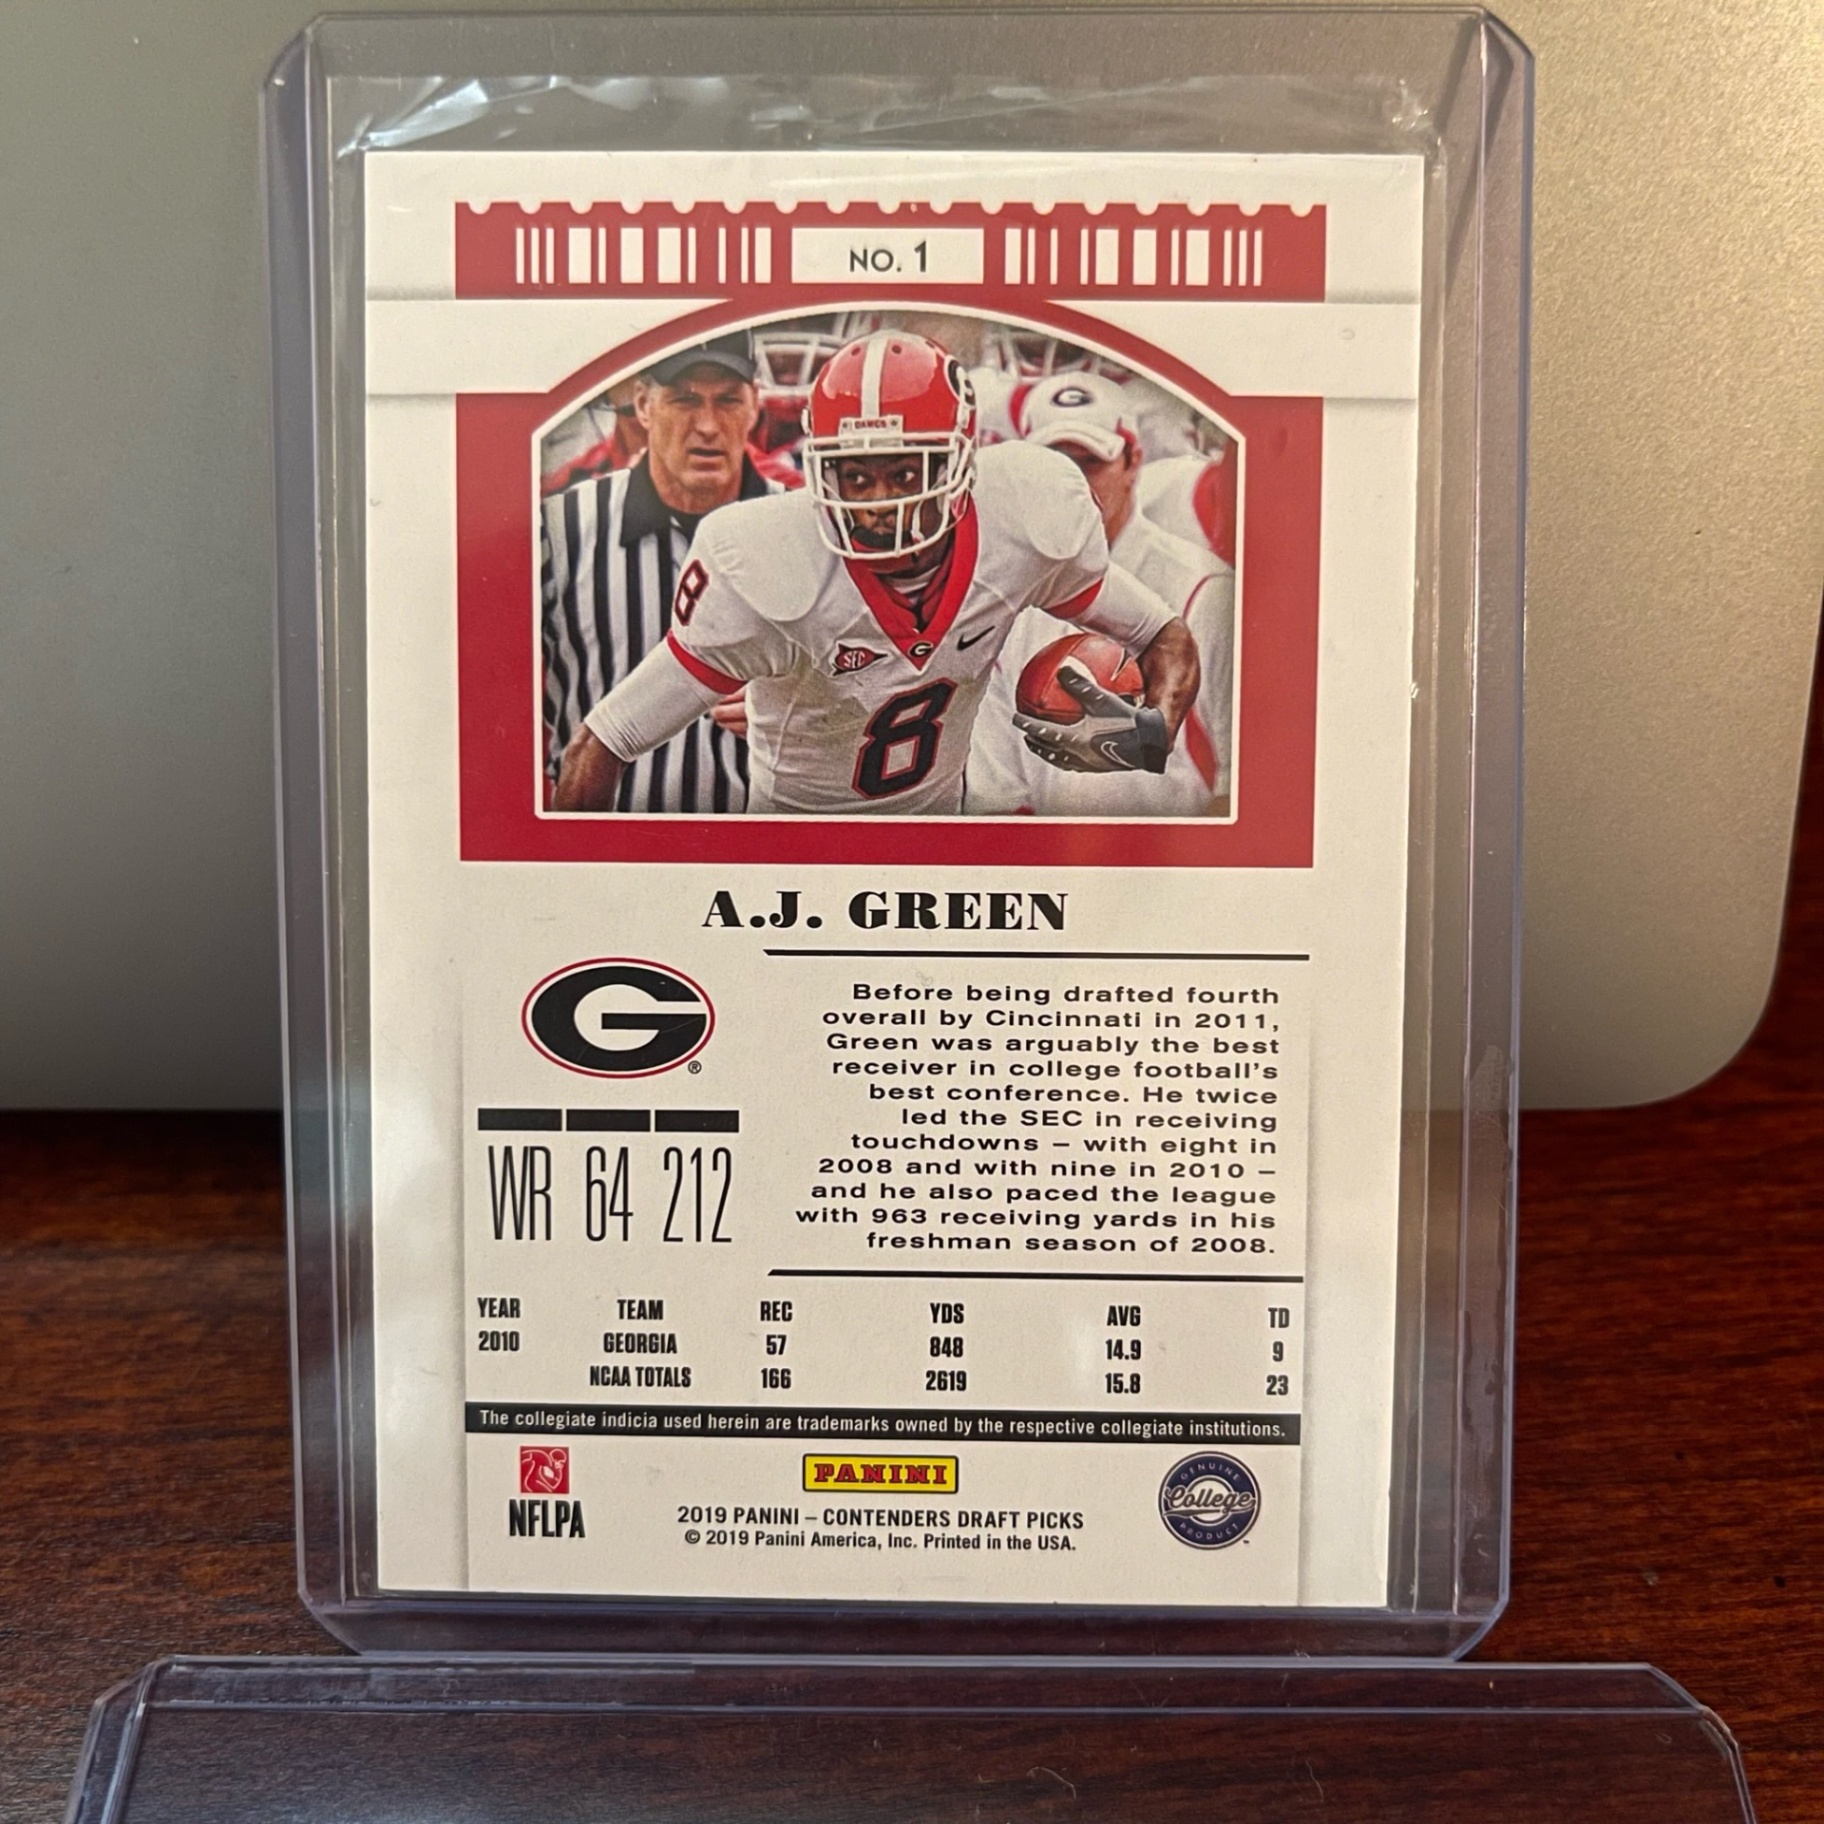 NO. 1
DAWGS
G
8
SEC
G
8
A.J. GREEN
G
®
Before being drafted fourth
overall by Cincinnati in 2011,
Green was arguably the best
receiver in college football's
best conference. He twice
led the SEC in receiving
touchdowns – with eight in
2008 and with nine in 2010 –
and he also paced the league
with 963 receiving yards in his
freshman season of 2008.
WR 64 212
YEAR TEAM REC YDS AVG TD
2010 GEORGIA 57 848 14.9 9
NCAA TOTALS 166 2619 15.8 23
The collegiate indicia used herein are trademarks owned by the respective collegiate institutions.
NFLPA
PANINI
2019 PANINI – CONTENDERS DRAFT PICKS
© 2019 Panini America, Inc. Printed in the USA.
GENUINE
College
PRODUCT